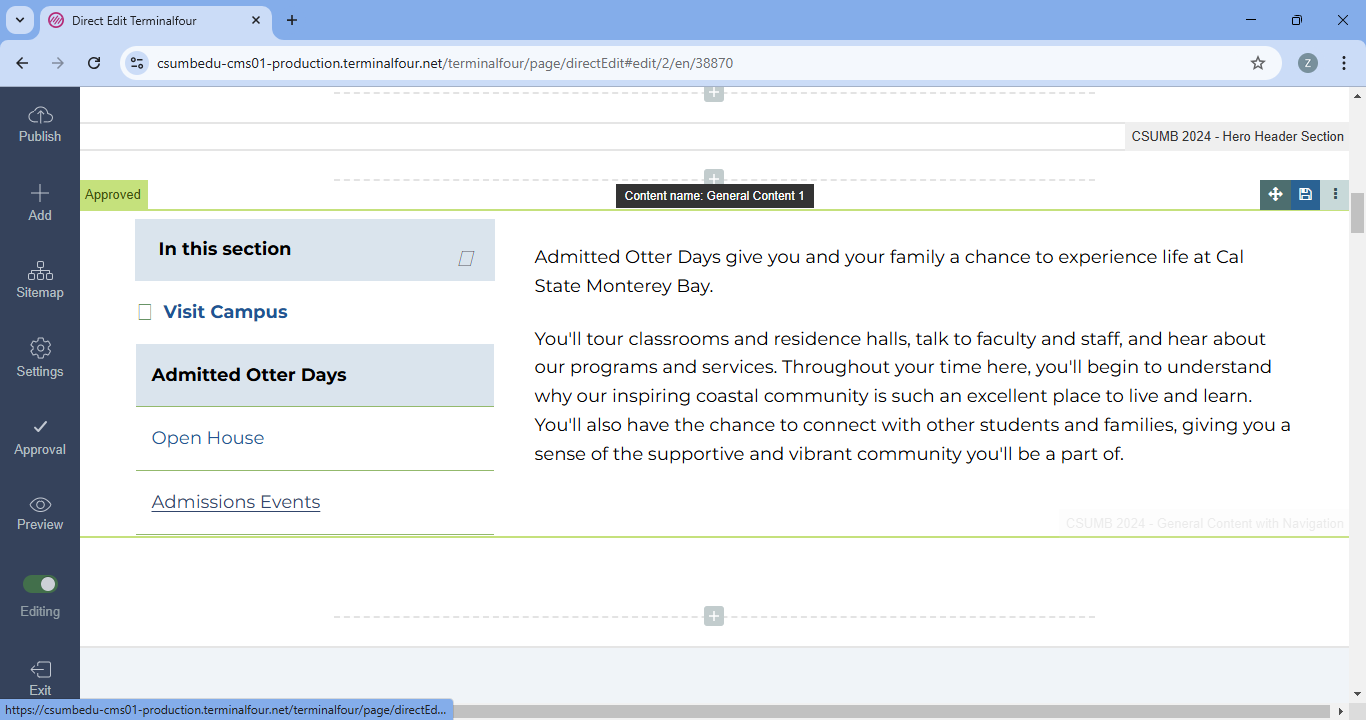 Direct Edit Terminalfour
csumbedu-cms01-production.terminalfour.net/terminalfour/page/directEdit#edit/2/en/38870
Z
Publish
Add
Sitemap
Settings
Approval
Preview
Editing
Exit
CSUMB 2024 - Hero Header Section
Approved
Content name: General Content 1
In this section
Visit Campus
Admitted Otter Days
Open House
Admissions Events
Admitted Otter Days give you and your family a chance to experience life at Cal
State Monterey Bay.
You'll tour classrooms and residence halls, talk to faculty and staff, and hear about
our programs and services. Throughout your time here, you'll begin to understand
why our inspiring coastal community is such an excellent place to live and learn.
You'll also have the chance to connect with other students and families, giving you a
sense of the supportive and vibrant community you'll be a part of.
CSUMB 2024 - General Content with Navigation
https://csumbedu-cms01-production.terminalfour.net/terminalfour/page/directEd...